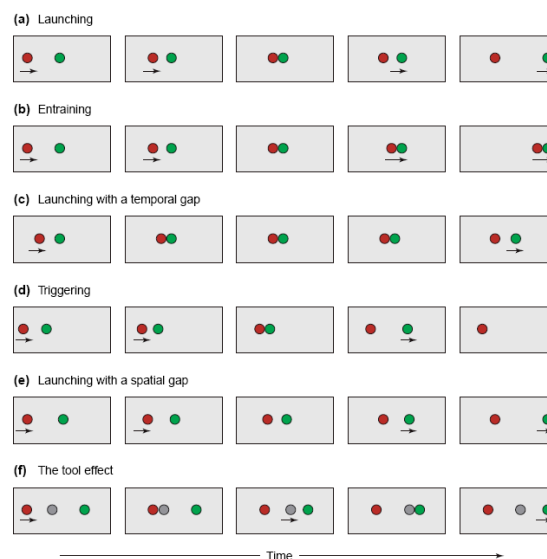 (a) Launching
(b) Entraining
(c) Launching with a temporal gap
(d) Triggering
(e) Launching with a spatial gap
(f) The tool effect
Time